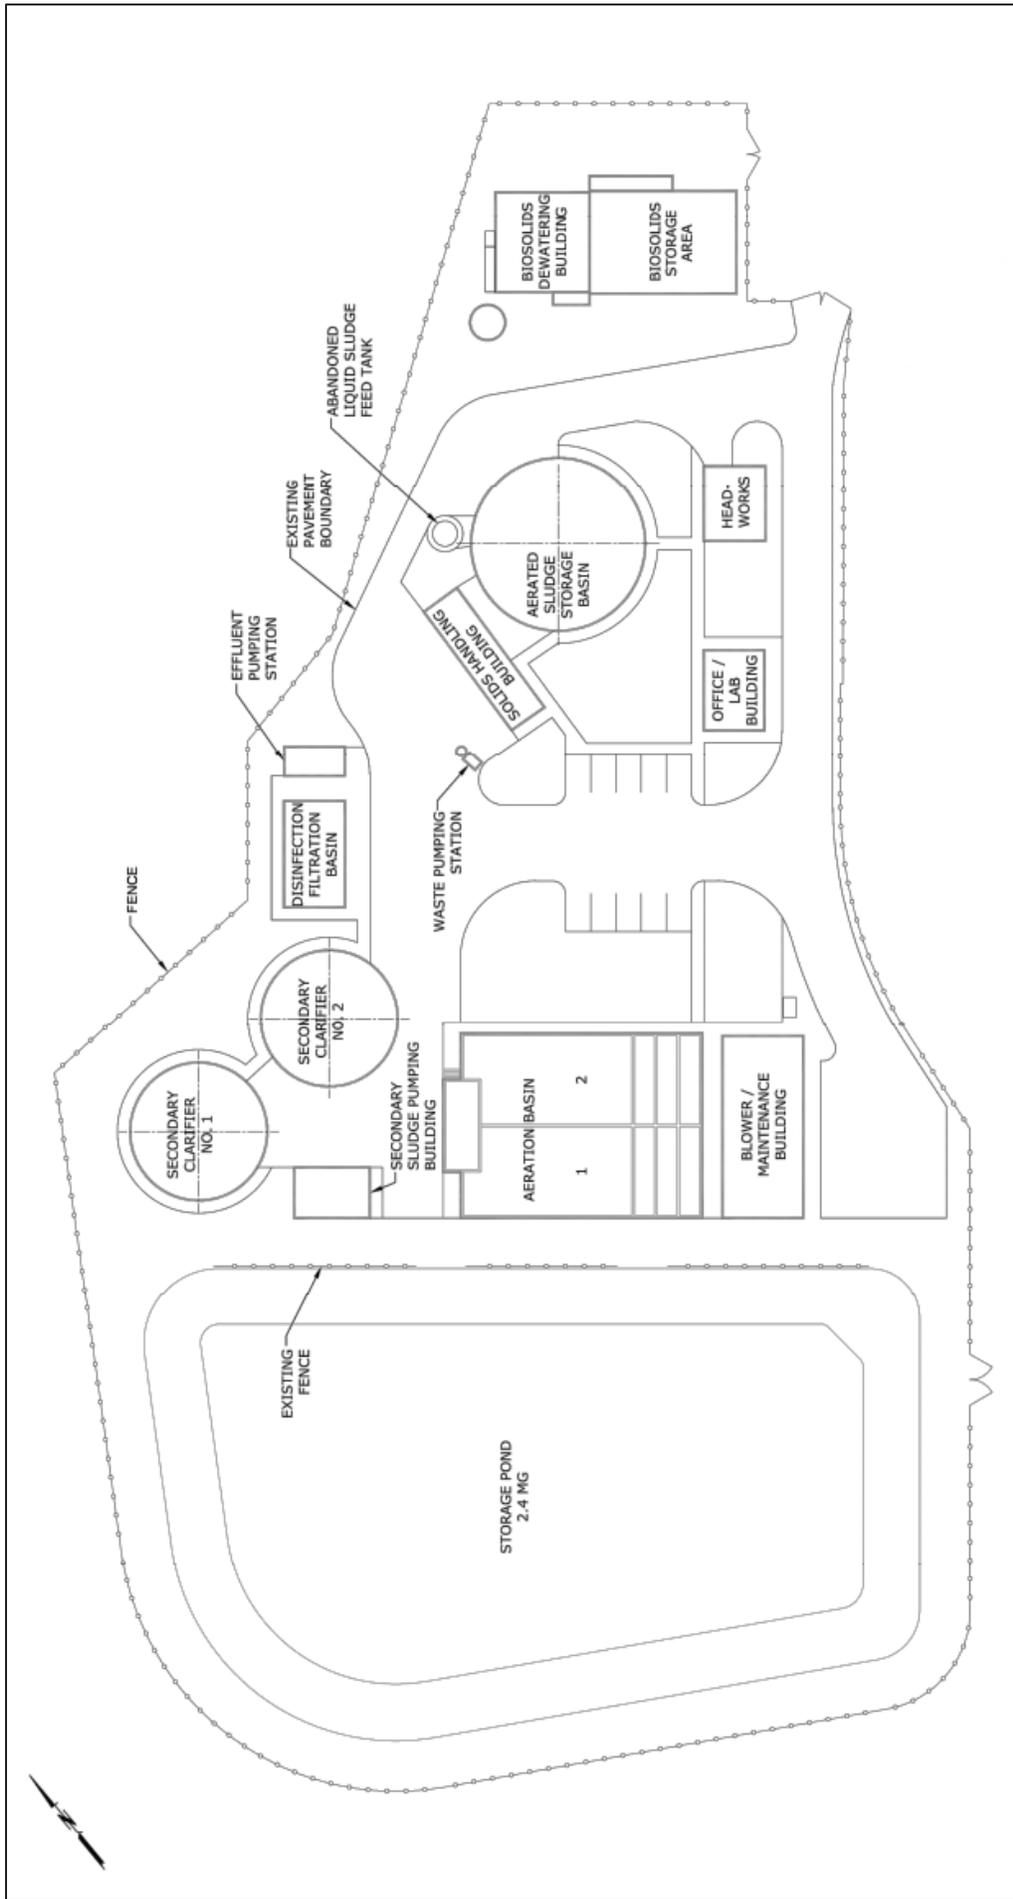 BIOSOLIDS
DEWATERING
BUILDING
BIOSOLIDS
STORAGE
AREA
ABANDONED
LIQUID SLUDGE
FEED TANK
EXISTING
PAVEMENT
BOUNDARY
HEAD-
WORKS
AERATED
SLUDGE
STORAGE
BASIN
SOLIDS HANDLING
BUILDING
EFFLUENT
PUMPING
STATION
OFFICE /
LAB
BUILDING
DISINFECTION
FILTRATION
BASIN
WASTE PUMPING
STATION
FENCE
SECONDARY
CLARIFIER
NO. 2
SECONDARY
CLARIFIER
NO. 1
SECONDARY
SLUDGE PUMPING
BUILDING
AERATION BASIN
1
2
BLOWER /
MAINTENANCE
BUILDING
EXISTING
FENCE
STORAGE POND
2.4 MG
N